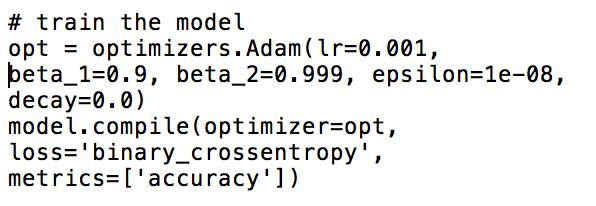 # train the model
opt = optimizers.Adam(lr=0.001,
beta_1=0.9, beta_2=0.999, epsilon=1e-08,
decay=0.0)
model.compile(optimizer=opt,
loss='binary_crossentropy',
metrics=['accuracy'])